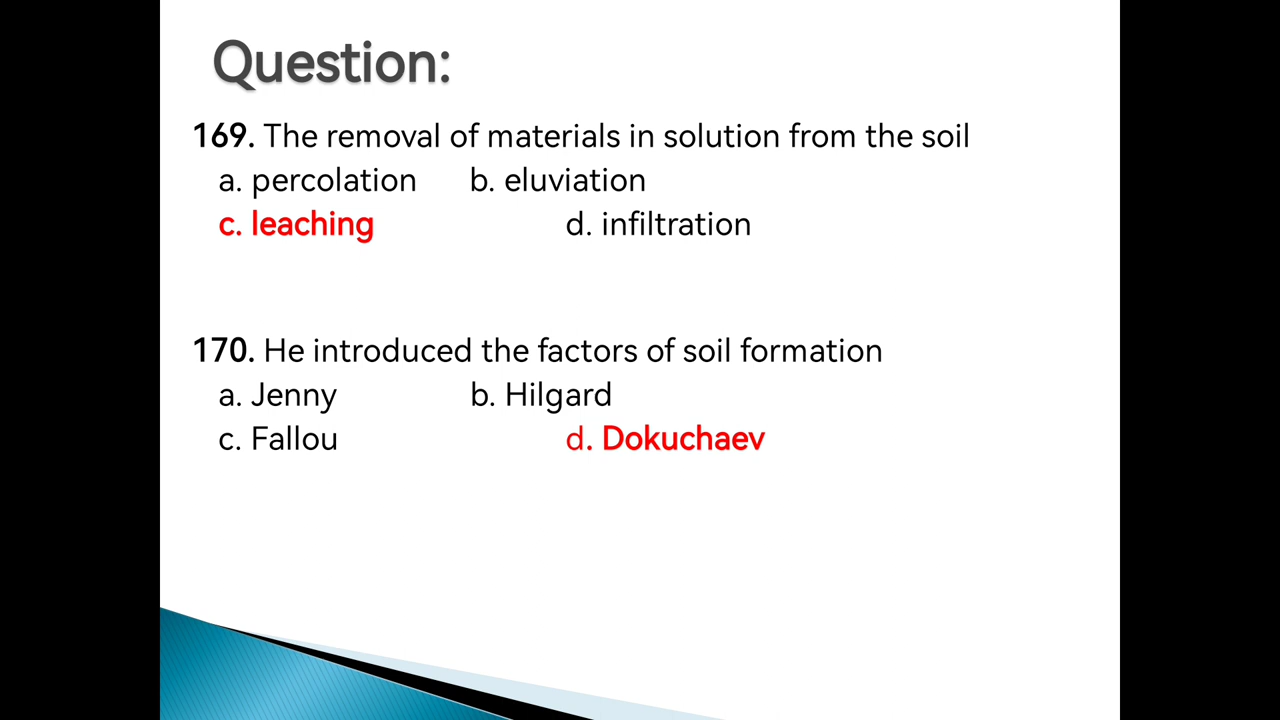 Question:
169. The removal of materials in solution from the soil
a. percolation b. eluviation
c. leaching d. infiltration
170. He introduced the factors of soil formation
a. Jenny b. Hilgard
c. Fallou d. Dokuchaev